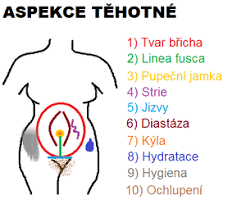 ASPEKCE TĚHOTNÉ
1) Tvar břicha
2) Linea fusca
3) Pupeční jamka
4) Strie
5) Jizvy
6) Diastáza
7) Kýla
8) Hydratace
9) Hygiena
10) Ochlupení